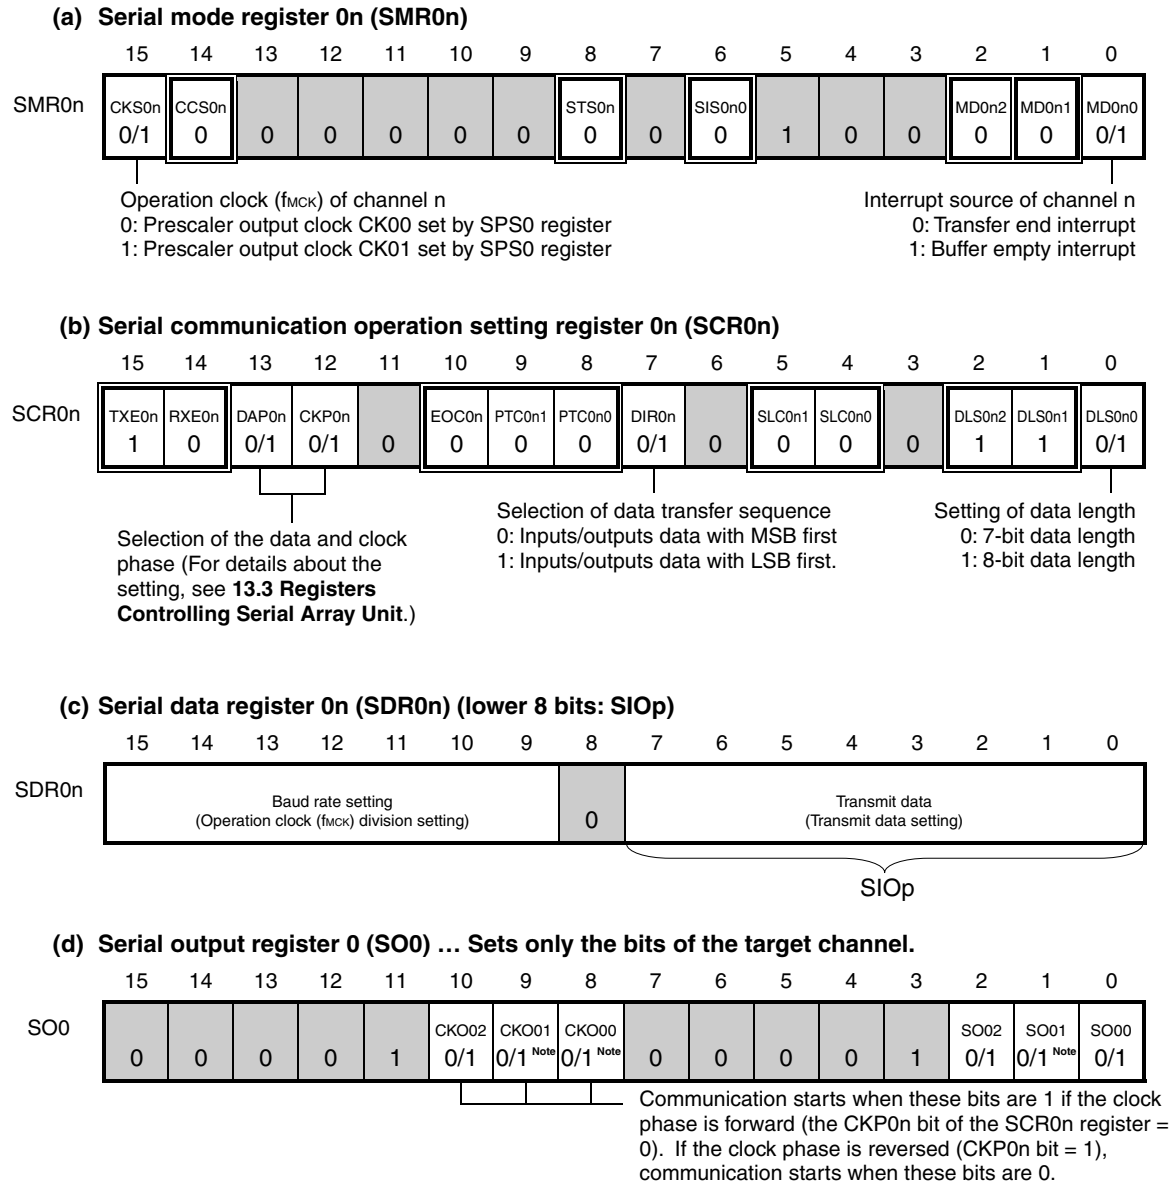 (a) Serial mode register 0n (SMR0n)
15 14 13 12 11 10 9 8 7 6 5 4 3 2 1 0
SMR0n
CKS0n CCS0n STS0n SIS0n0 MD0n2 MD0n1 MD0n0
0/1 0 0 0 0 0 0 0 0 0 1 0 0 0 0 0/1
Operation clock (fMCK) of channel n
0: Prescaler output clock CK00 set by SPS0 register
1: Prescaler output clock CK01 set by SPS0 register
Interrupt source of channel n
0: Transfer end interrupt
1: Buffer empty interrupt
(b) Serial communication operation setting register 0n (SCR0n)
15 14 13 12 11 10 9 8 7 6 5 4 3 2 1 0
SCR0n
TXE0n RXE0n DAP0n CKP0n EOC0n PTC0n1 PTC0n0 DIR0n SLC0n1 SLC0n0 DLS0n2 DLS0n1 DLS0n0
1 0 0/1 0/1 0 0 0 0 0/1 0 0 0 0 1 1 0/1
Selection of the data and clock
phase (For details about the
setting, see 13.3 Registers
Controlling Serial Array Unit.)
Selection of data transfer sequence
0: Inputs/outputs data with MSB first
1: Inputs/outputs data with LSB first.
Setting of data length
0: 7-bit data length
1: 8-bit data length
(c) Serial data register 0n (SDR0n) (lower 8 bits: SIOp)
15 14 13 12 11 10 9 8 7 6 5 4 3 2 1 0
SDR0n
Baud rate setting
(Operation clock (fMCK) division setting)
0
Transmit data
(Transmit data setting)
SIOp
(d) Serial output register 0 (SO0) … Sets only the bits of the target channel.
15 14 13 12 11 10 9 8 7 6 5 4 3 2 1 0
SO0
CKO02 CKO01 CKO00 SO02 SO01 SO00
0 0 0 0 1 0/1 0/1 Note 0/1 Note 0 0 0 0 1 0/1 0/1 Note 0/1
Communication starts when these bits are 1 if the clock
phase is forward (the CKP0n bit of the SCR0n register =
0). If the clock phase is reversed (CKP0n bit = 1),
communication starts when these bits are 0.